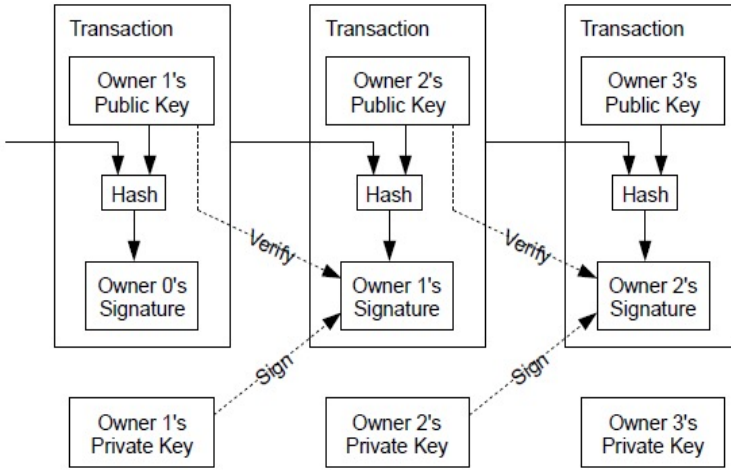 Transaction
Owner 1's
Public Key
Hash
Owner 0's
Signature
Transaction
Owner 2's
Public Key
Hash
Verify
Owner 1's
Signature
Sign
Transaction
Owner 3's
Public Key
Hash
Verify
Owner 2's
Signature
Sign
Owner 1's
Private Key
Owner 2's
Private Key
Owner 3's
Private Key